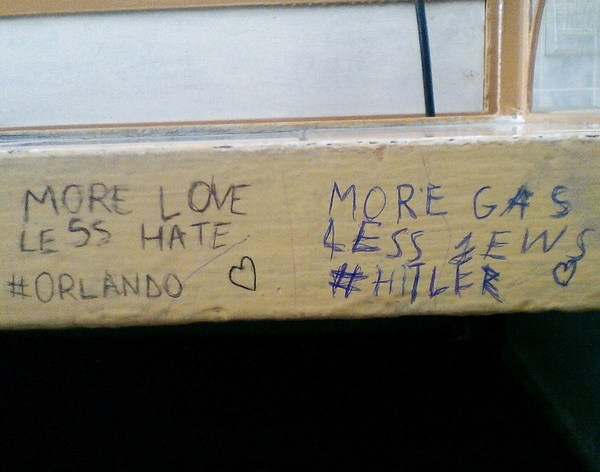 MORE LOVE
LESS HATE
#ORLANDO
MORE GAS
LESS JEWS
#HITLER